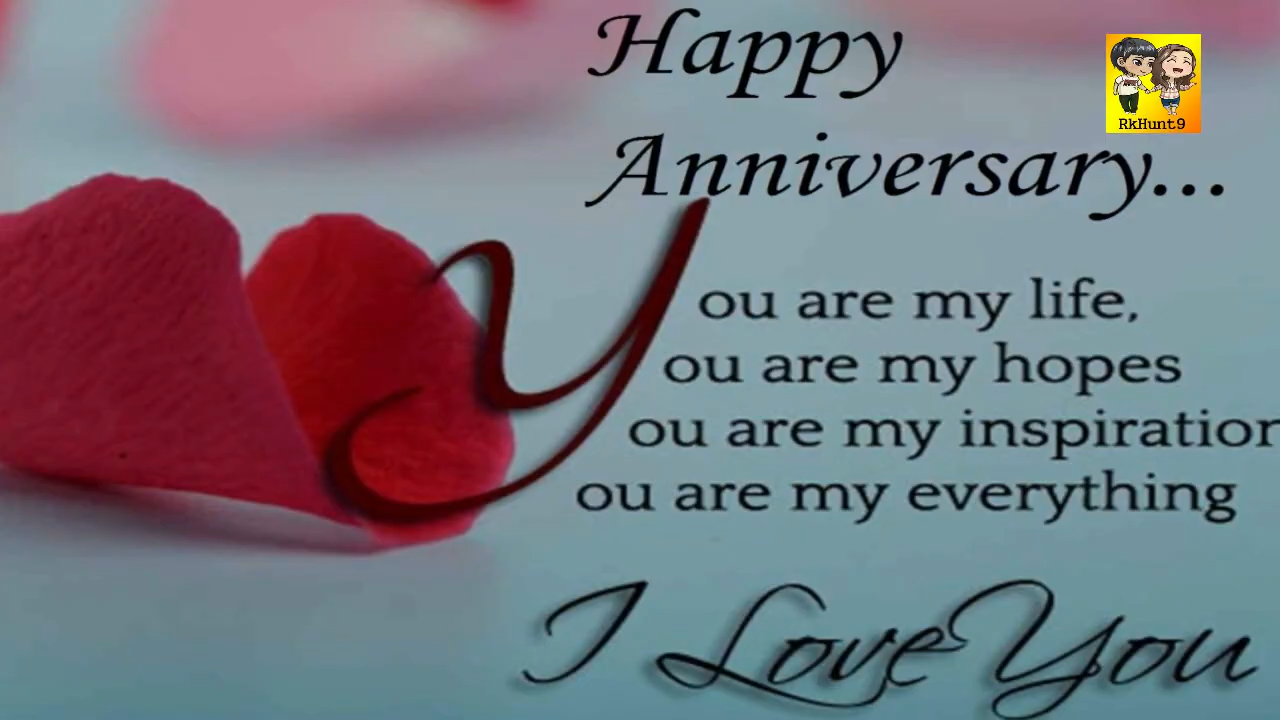 Happy
Anniversary...
RkHunt9
You are my life,
ou are my hopes
ou are my inspiration
ou are my everything
I Love You